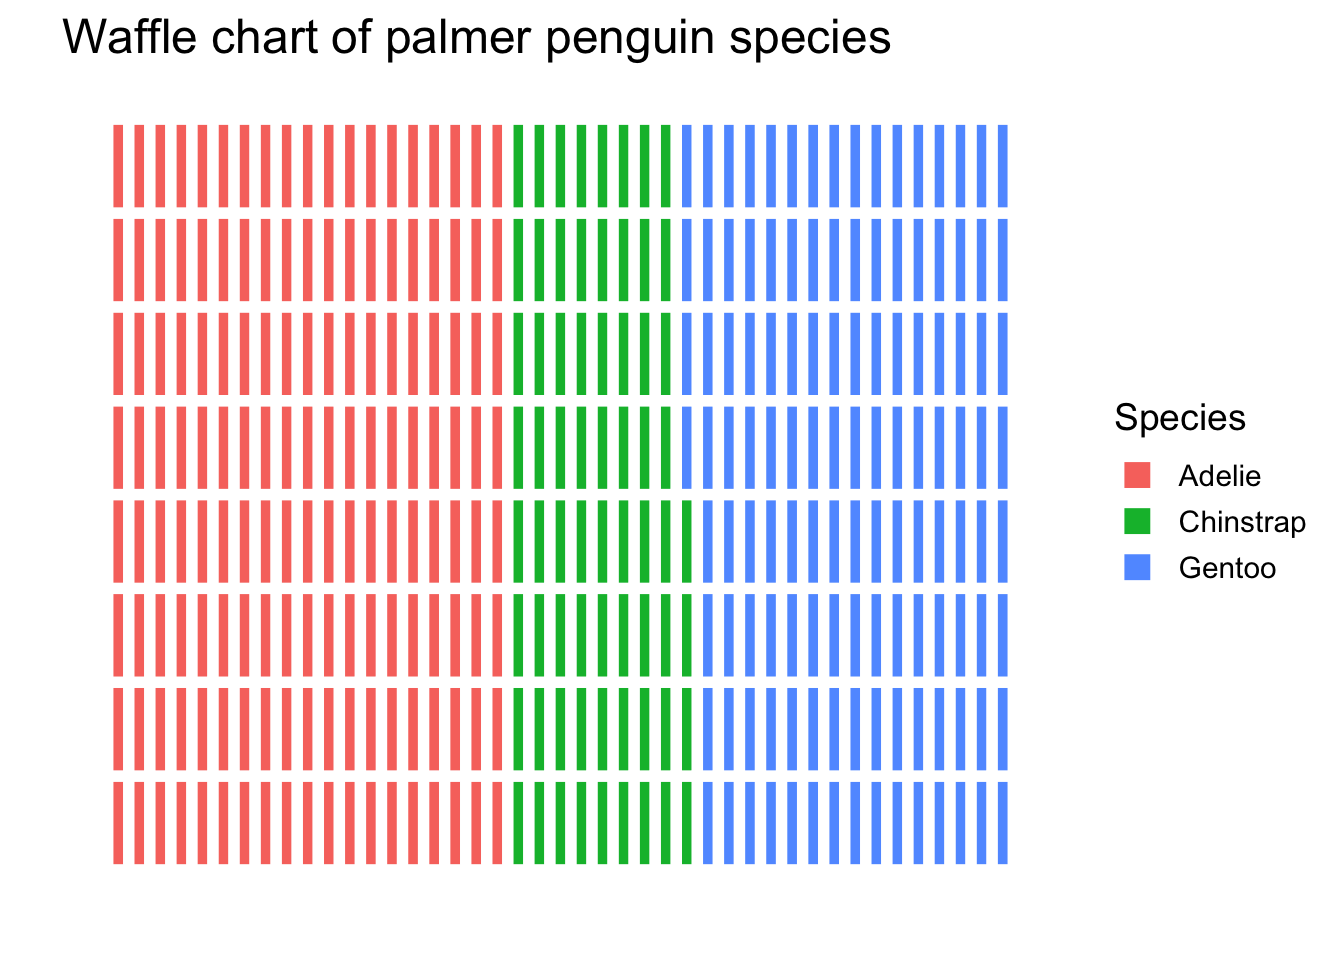 Waffle chart of palmer penguin species
Species
Adelie
Chinstrap
Gentoo